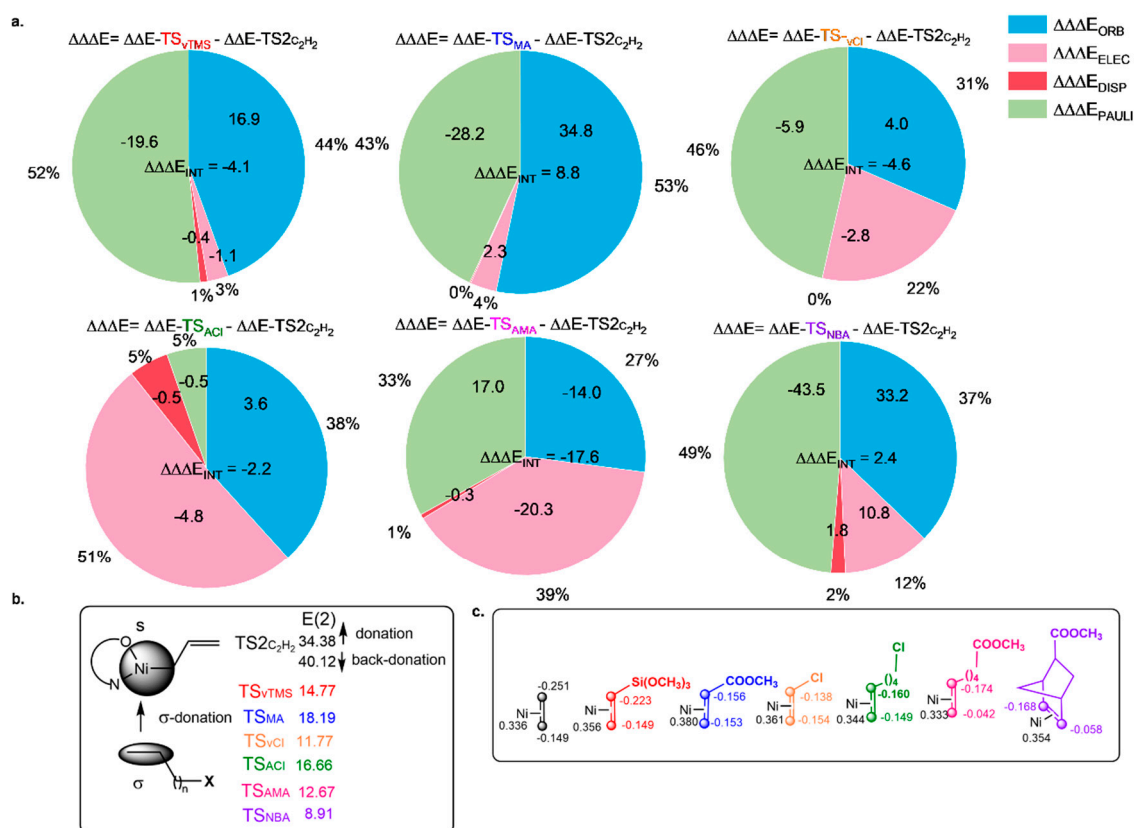 a.
ΔΔΔE= ΔΔE-TSvTMS - ΔΔE-TS2C2H2
ΔΔΔE= ΔΔE-TSMA - ΔΔE-TS2C2H2
ΔΔΔE= ΔΔE-TS-vCl - ΔΔE-TS2C2H2
ΔΔΔEORB
ΔΔΔEELEC
ΔΔΔEDISP
ΔΔΔEPAULI
-19.6
16.9
52%
44%
ΔΔΔEINT = -4.1
-0.4
-1.1
1%
3%
-28.2
34.8
43%
53%
ΔΔΔEINT = 8.8
2.3
0%
4%
-5.9
4.0
46%
31%
ΔΔΔEINT = -4.6
-2.8
0%
22%
ΔΔΔE= ΔΔE-TSACl - ΔΔE-TS2C2H2
ΔΔΔE= ΔΔE-TSAMA - ΔΔE-TS2C2H2
ΔΔΔE= ΔΔE-TSNBA - ΔΔE-TS2C2H2
5%
5%
-0.5
-0.5
3.6
38%
ΔΔΔEINT = -2.2
-4.8
51%
33%
17.0
-14.0
27%
ΔΔΔEINT = -17.6
-0.3
-20.3
1%
39%
-43.5
33.2
49%
37%
ΔΔΔEINT = 2.4
1.8
10.8
2%
12%
b.
S
O
Ni
N
σ-donation
σ
()n
X
E(2)
TS2C2H2 34.38 donation
40.12 back-donation
TSvTMS 14.77
TSMA 18.19
TSvCl 11.77
TSACl 16.66
TSAMA 12.67
TSNBA 8.91
c.
-0.251
Ni
0.336
-0.149
Si(OCH3)3
-0.223
Ni
0.356
-0.149
COOCH3
-0.156
Ni
0.380
-0.153
Cl
-0.138
Ni
0.361
-0.154
Cl
()4
-0.160
Ni
0.344
-0.149
COOCH3
()4
-0.174
Ni
0.333
-0.042
COOCH3
-0.168
Ni
0.354
-0.058